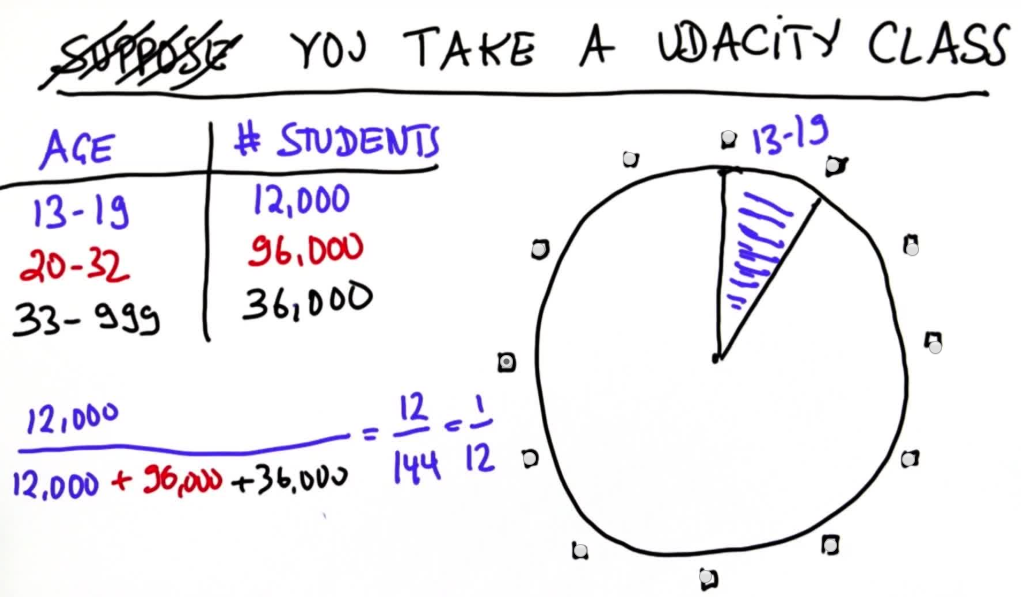 SUPPOSE YOU TAKE A UDACITY CLASS
AGE # STUDENTS
13-19 12,000
20-32 96,000
33-999 36,000
13-19
12,000
12,000 + 96,000 + 36,000
= 12/144 = 1/12